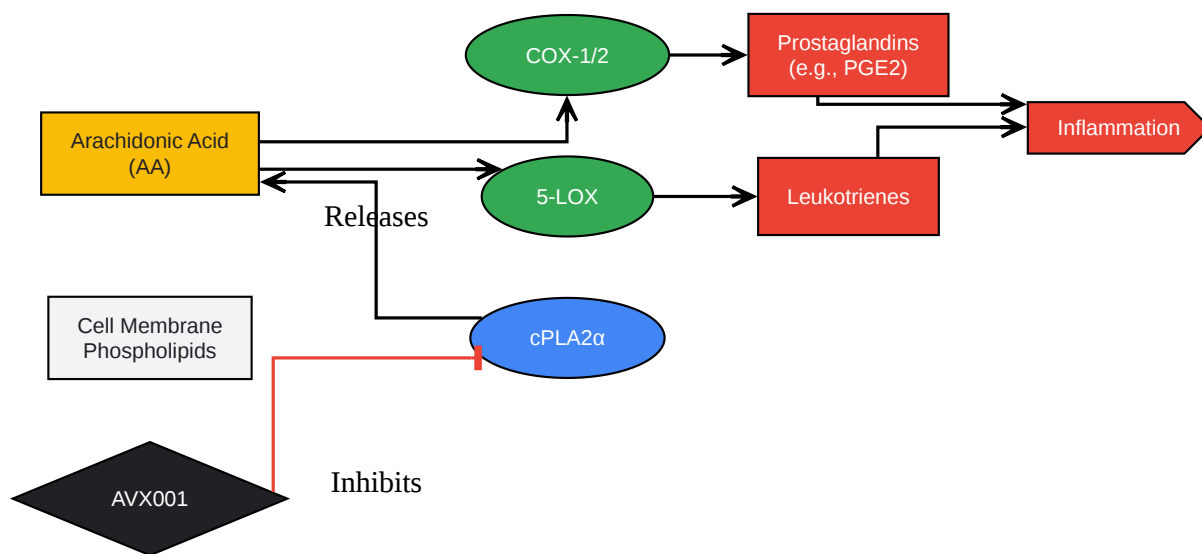 COX-1/2
Prostaglandins
(e.g., PGE2)
Inflammation
Arachidonic Acid
(AA)
5-LOX
Leukotrienes
Releases
Cell Membrane
Phospholipids
cPLA2α
AVX001
Inhibits